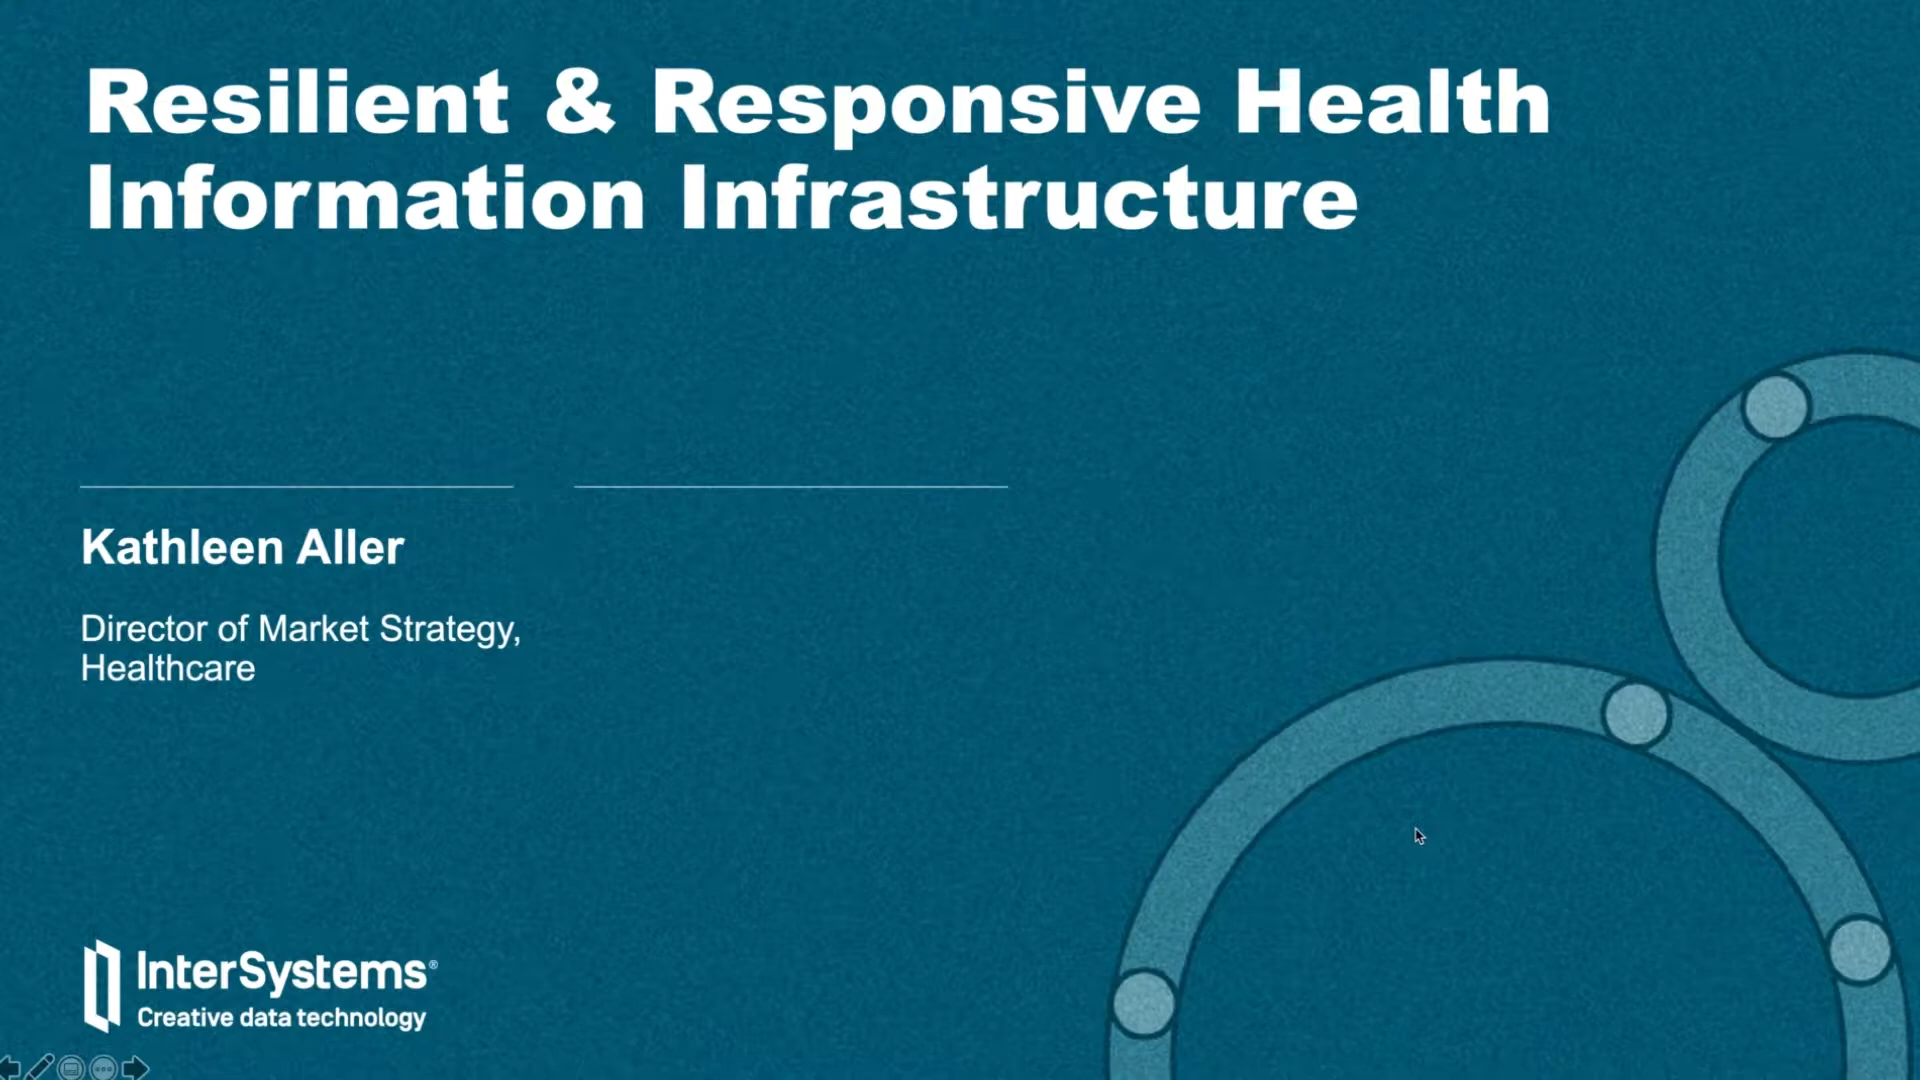 Resilient & Responsive Health
Information Infrastructure
Kathleen Aller
Director of Market Strategy,
Healthcare
InterSystems®
Creative data technology